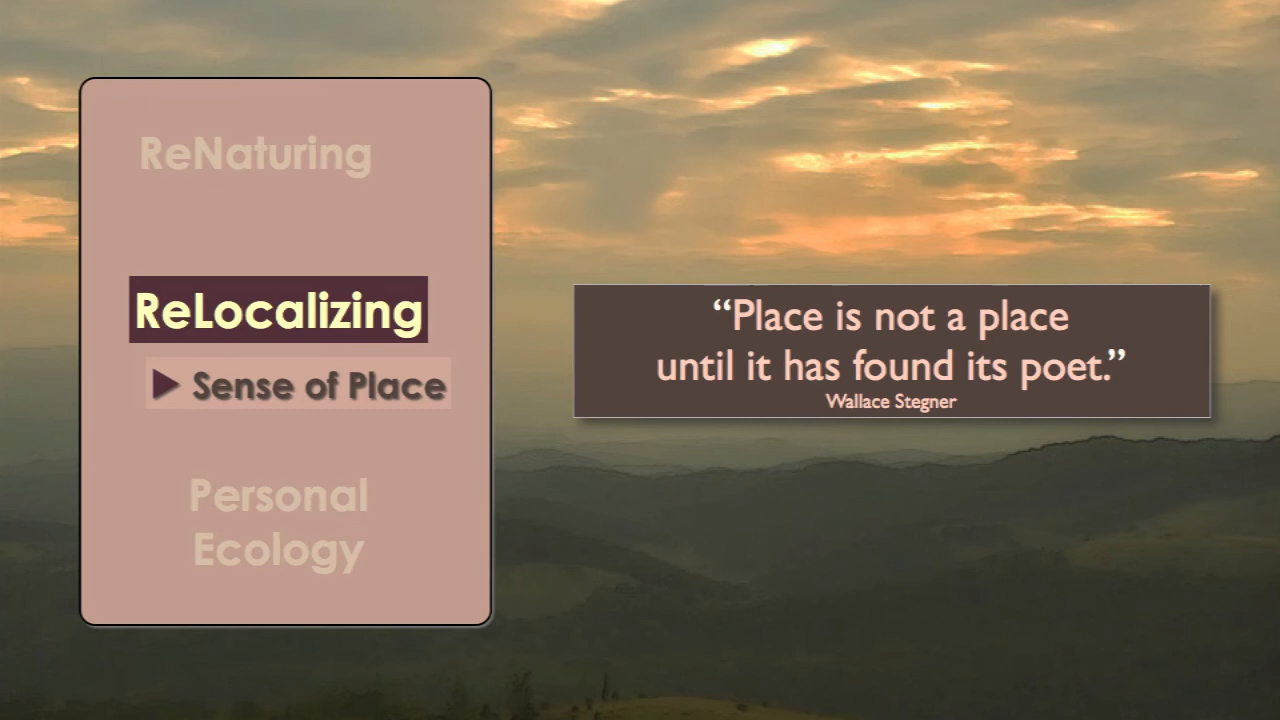 ReNaturing
ReLocalizing
Sense of Place
Personal
Ecology
“Place is not a place
until it has found its poet.”
Wallace Stegner